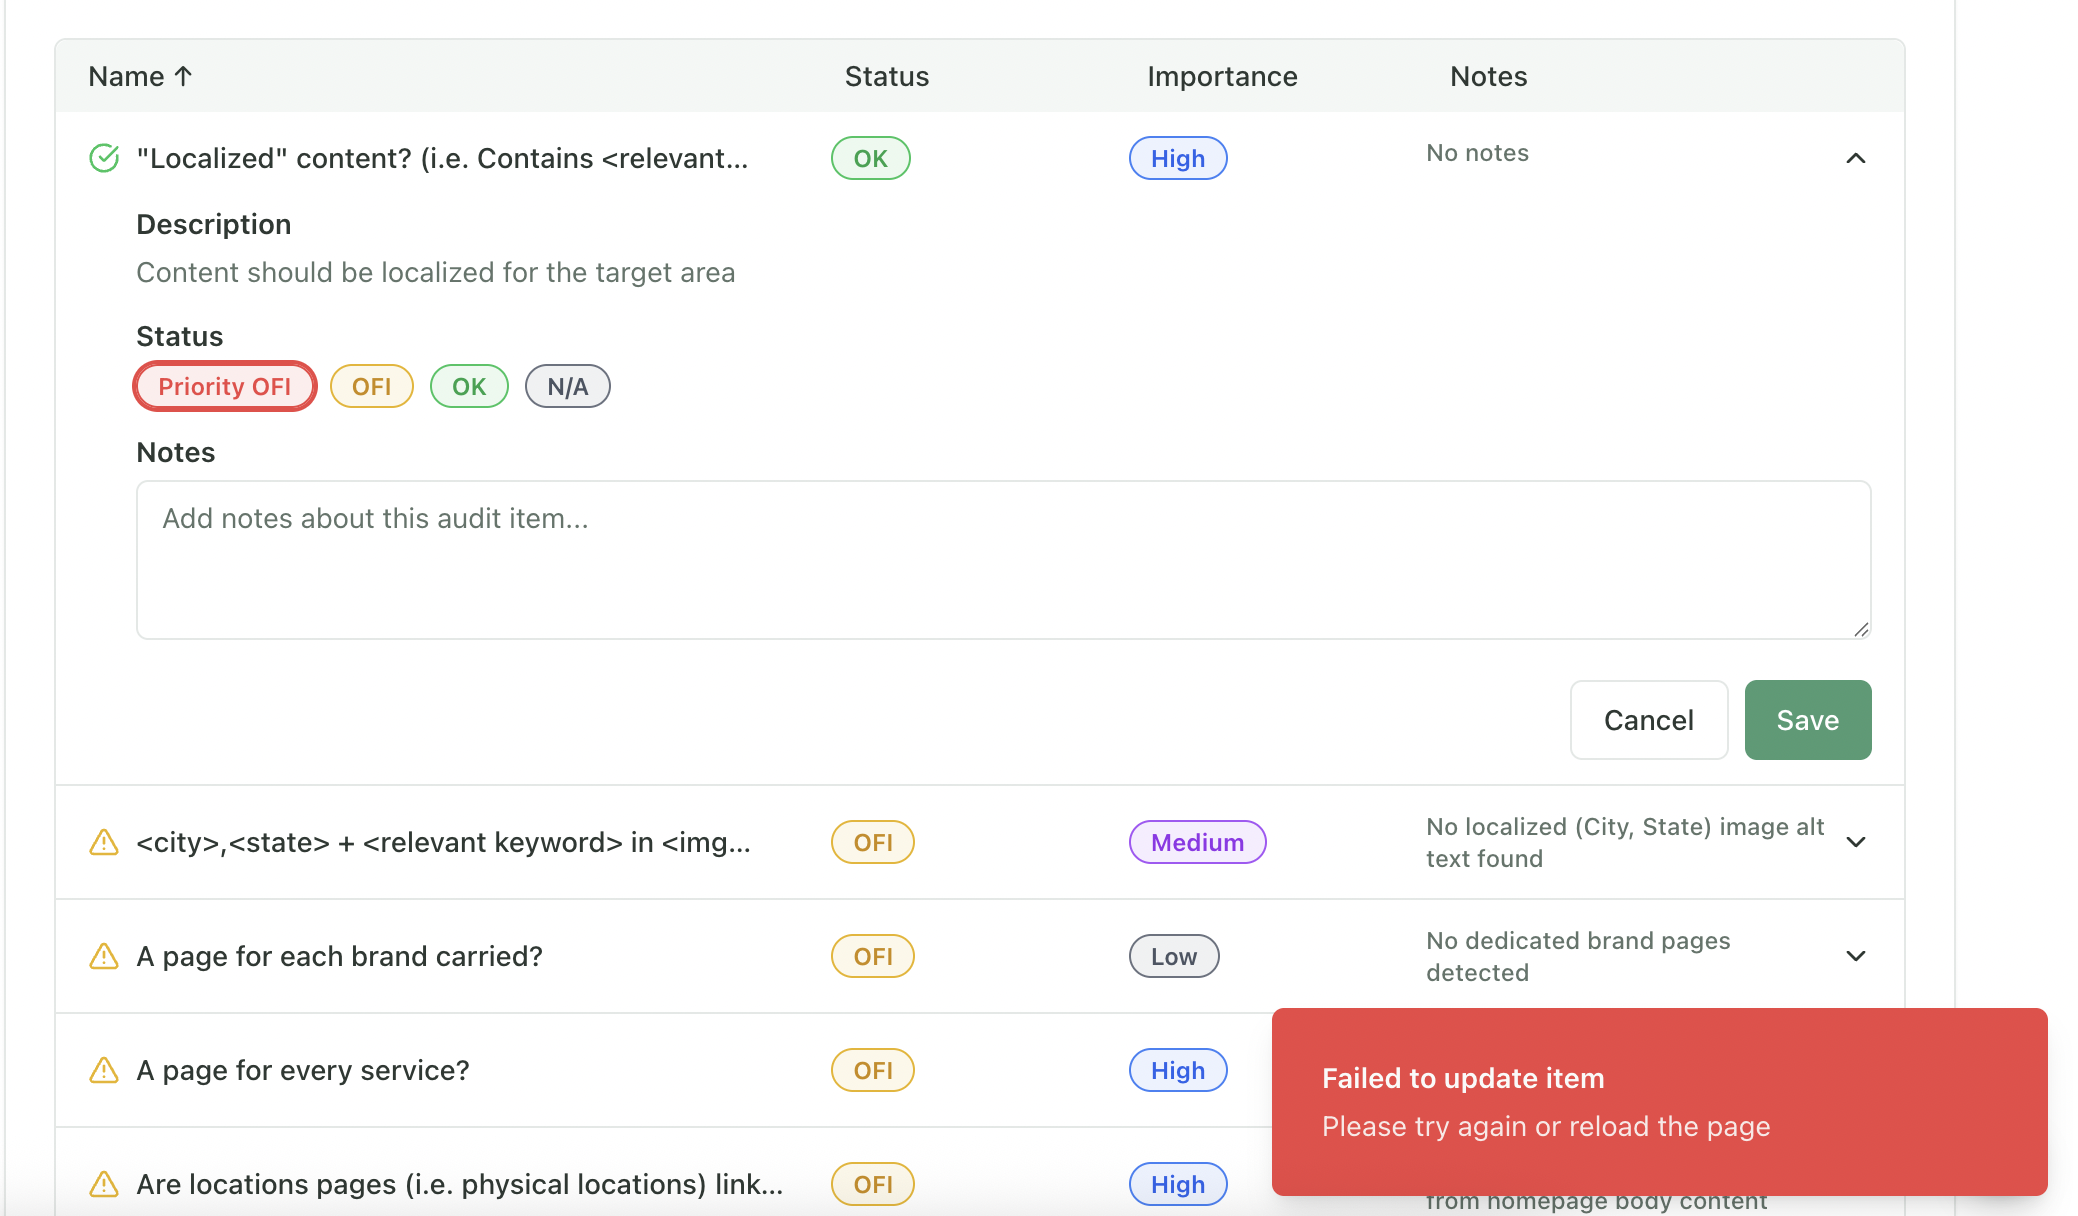 Name ↑ Status Importance Notes
"Localized" content? (i.e. Contains <relevant... OK High No notes
Description
Content should be localized for the target area
Status
Priority OFI OFI OK N/A
Notes
Add notes about this audit item...
Cancel Save
<city>,<state> + <relevant keyword> in <img... OFI Medium No localized (City, State) image alt
text found
A page for each brand carried? OFI Low No dedicated brand pages
detected
A page for every service? OFI High
Failed to update item
Please try again or reload the page
Are locations pages (i.e. physical locations) link... OFI High
from homepage body content